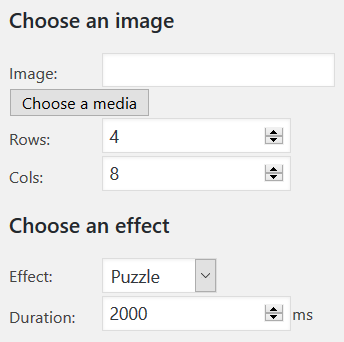 Choose an image
Image:
Choose a media
Rows: 4
Cols: 8
Choose an effect
Effect: Puzzle
Duration: 2000 ms